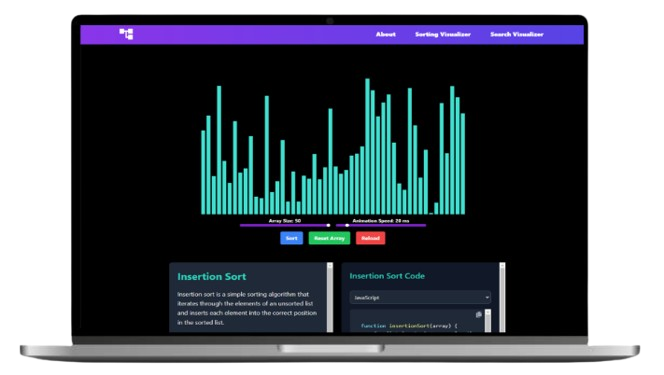 About Sorting Visualizer Search Visualizer
Array Size: 50 Animation Speed: 20 ms
Sort Reset Array Reload
Insertion Sort
Insertion sort is a simple sorting algorithm that
iterates through the elements of an unsorted list
and inserts each element into the correct position
in the sorted list.
Insertion Sort Code
JavaScript
function insertionSort(array) {